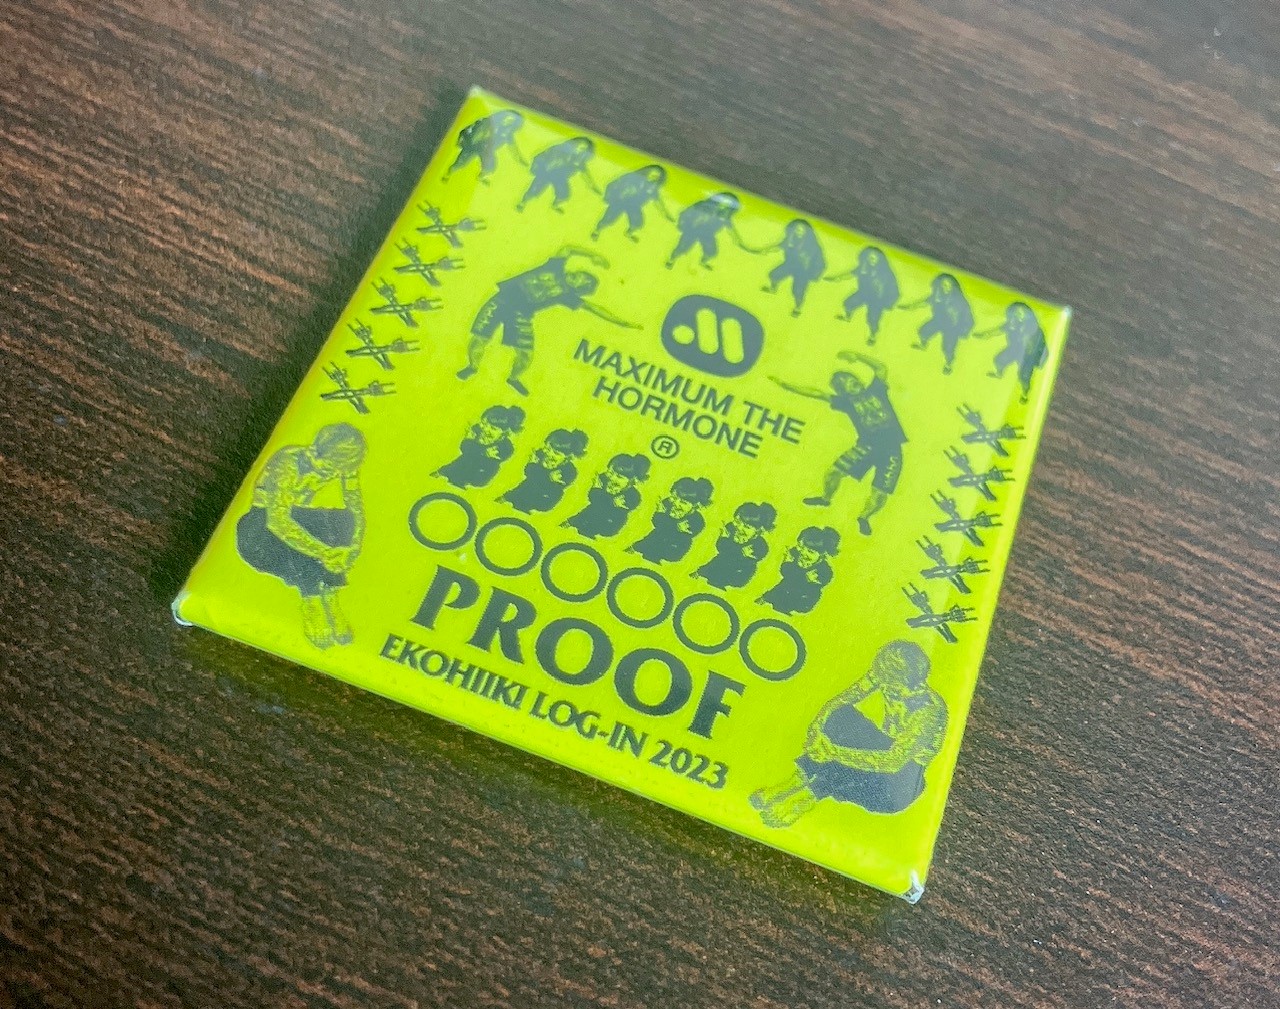 MAXIMUM THE
HORMONE
®
○○○○○○
PROOF
EKOHIIKI LOG-IN 2023